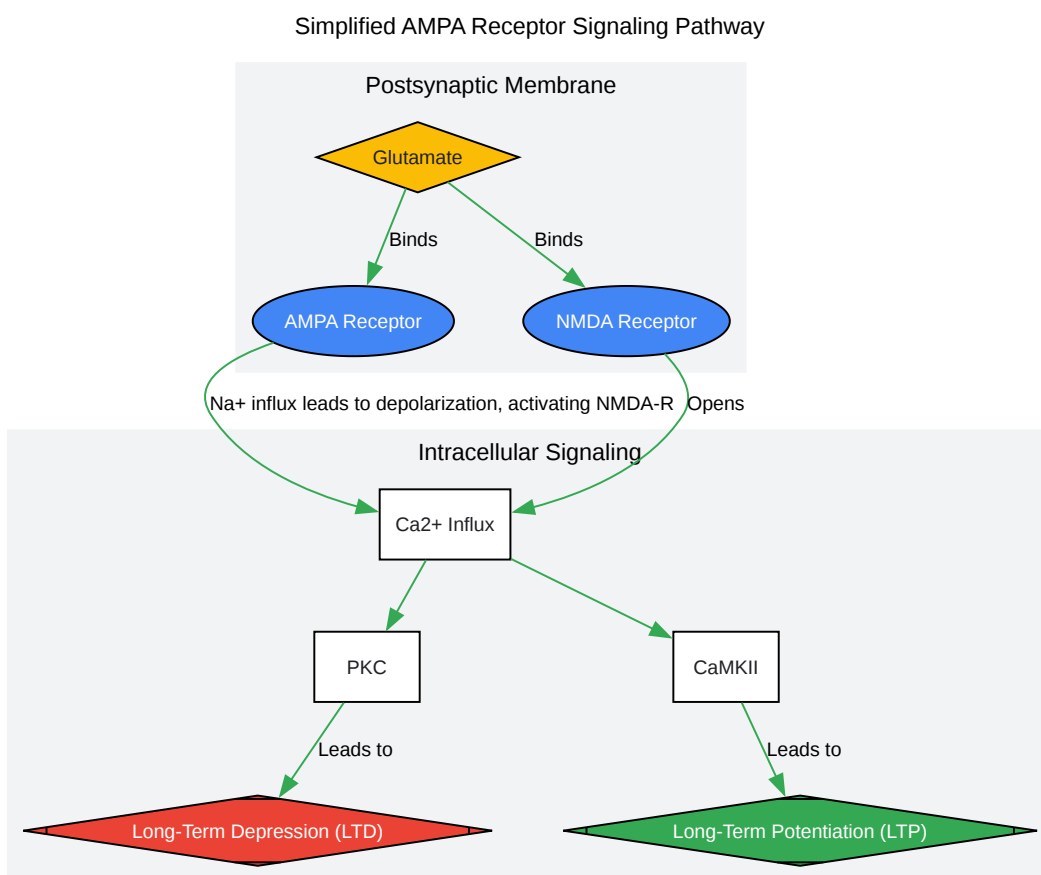 Simplified AMPA Receptor Signaling Pathway
Postsynaptic Membrane
Glutamate
Binds
Binds
AMPA Receptor
NMDA Receptor
Na+ influx leads to depolarization, activating NMDA-R
Opens
Intracellular Signaling
Ca2+ Influx
PKC
CaMKII
Leads to
Leads to
Long-Term Depression (LTD)
Long-Term Potentiation (LTP)